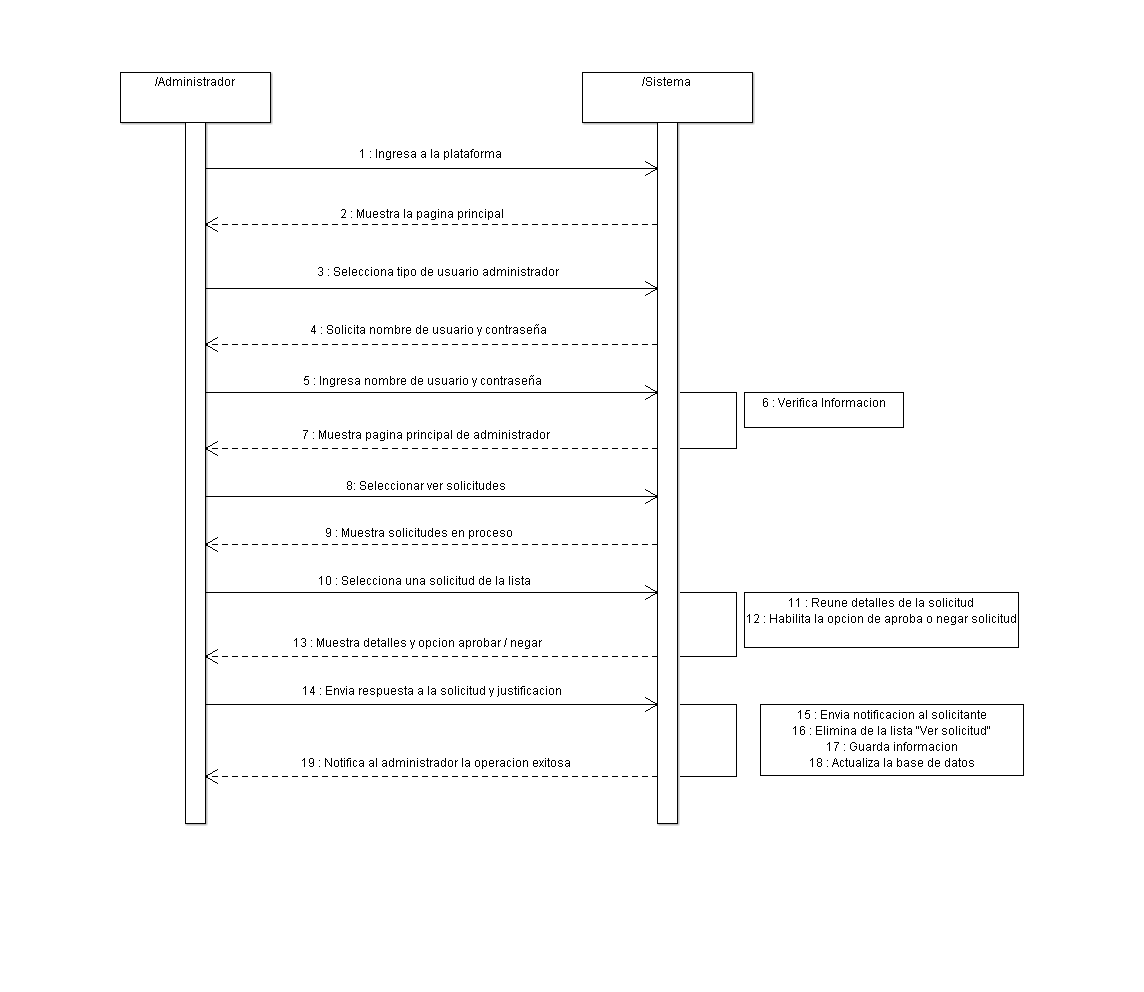 /Administrador
/Sistema
1 : Ingresa a la plataforma
2 : Muestra la pagina principal
3 : Selecciona tipo de usuario administrador
4 : Solicita nombre de usuario y contraseña
5 : Ingresa nombre de usuario y contraseña
6 : Verifica Informacion
7 : Muestra pagina principal de administrador
8: Seleccionar ver solicitudes
9 : Muestra solicitudes en proceso
10 : Selecciona una solicitud de la lista
11 : Reune detalles de la solicitud
12 : Habilita la opcion de aproba o negar solicitud
13 : Muestra detalles y opcion aprobar / negar
14 : Envia respuesta a la solicitud y justificacion
15 : Envia notificacion al solicitante
16 : Elimina de la lista "Ver solicitud"
17 : Guarda informacion
18 : Actualiza la base de datos
19 : Notifica al administrador la operacion exitosa